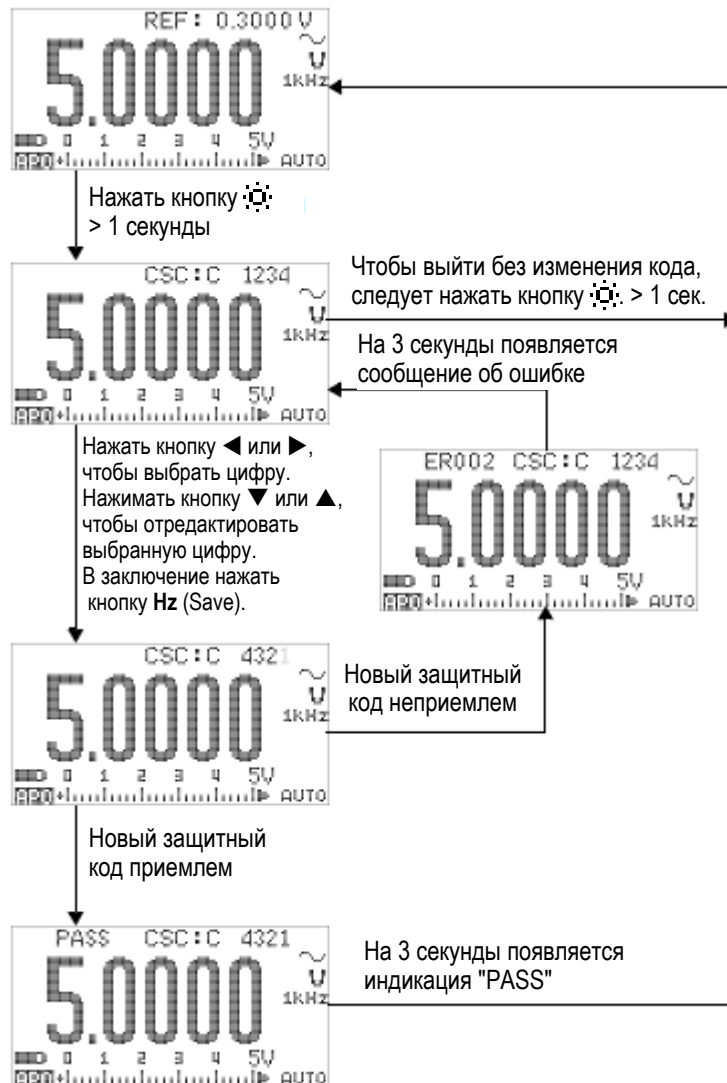 REF: 0.3000 V
5.0000 V
1kHz
0 1 2 3 4 5V
APO AUTO
Нажать кнопку
> 1 секунды
CSC:C 1234
5.0000 V
1kHz
0 1 2 3 4 5V
APO AUTO
Чтобы выйти без изменения кода,
следует нажать кнопку . > 1 сек.
На 3 секунды появляется
сообщение об ошибке
Нажать кнопку ◀ или ▶,
чтобы выбрать цифру.
Нажимать кнопку ▼ или ▲,
чтобы отредактировать
выбранную цифру.
В заключение нажать
кнопку Hz (Save).
ER002 CSC:C 1234
5.0000 V
1kHz
0 1 2 3 4 5V
APO AUTO
CSC:C 4321
5.0000 V
1kHz
0 1 2 3 4 5V
APO AUTO
Новый защитный
код неприемлем
Новый защитный
код приемлем
PASS CSC:C 4321
5.0000 V
1kHz
0 1 2 3 4 5V
APO AUTO
На 3 секунды появляется
индикация "PASS"